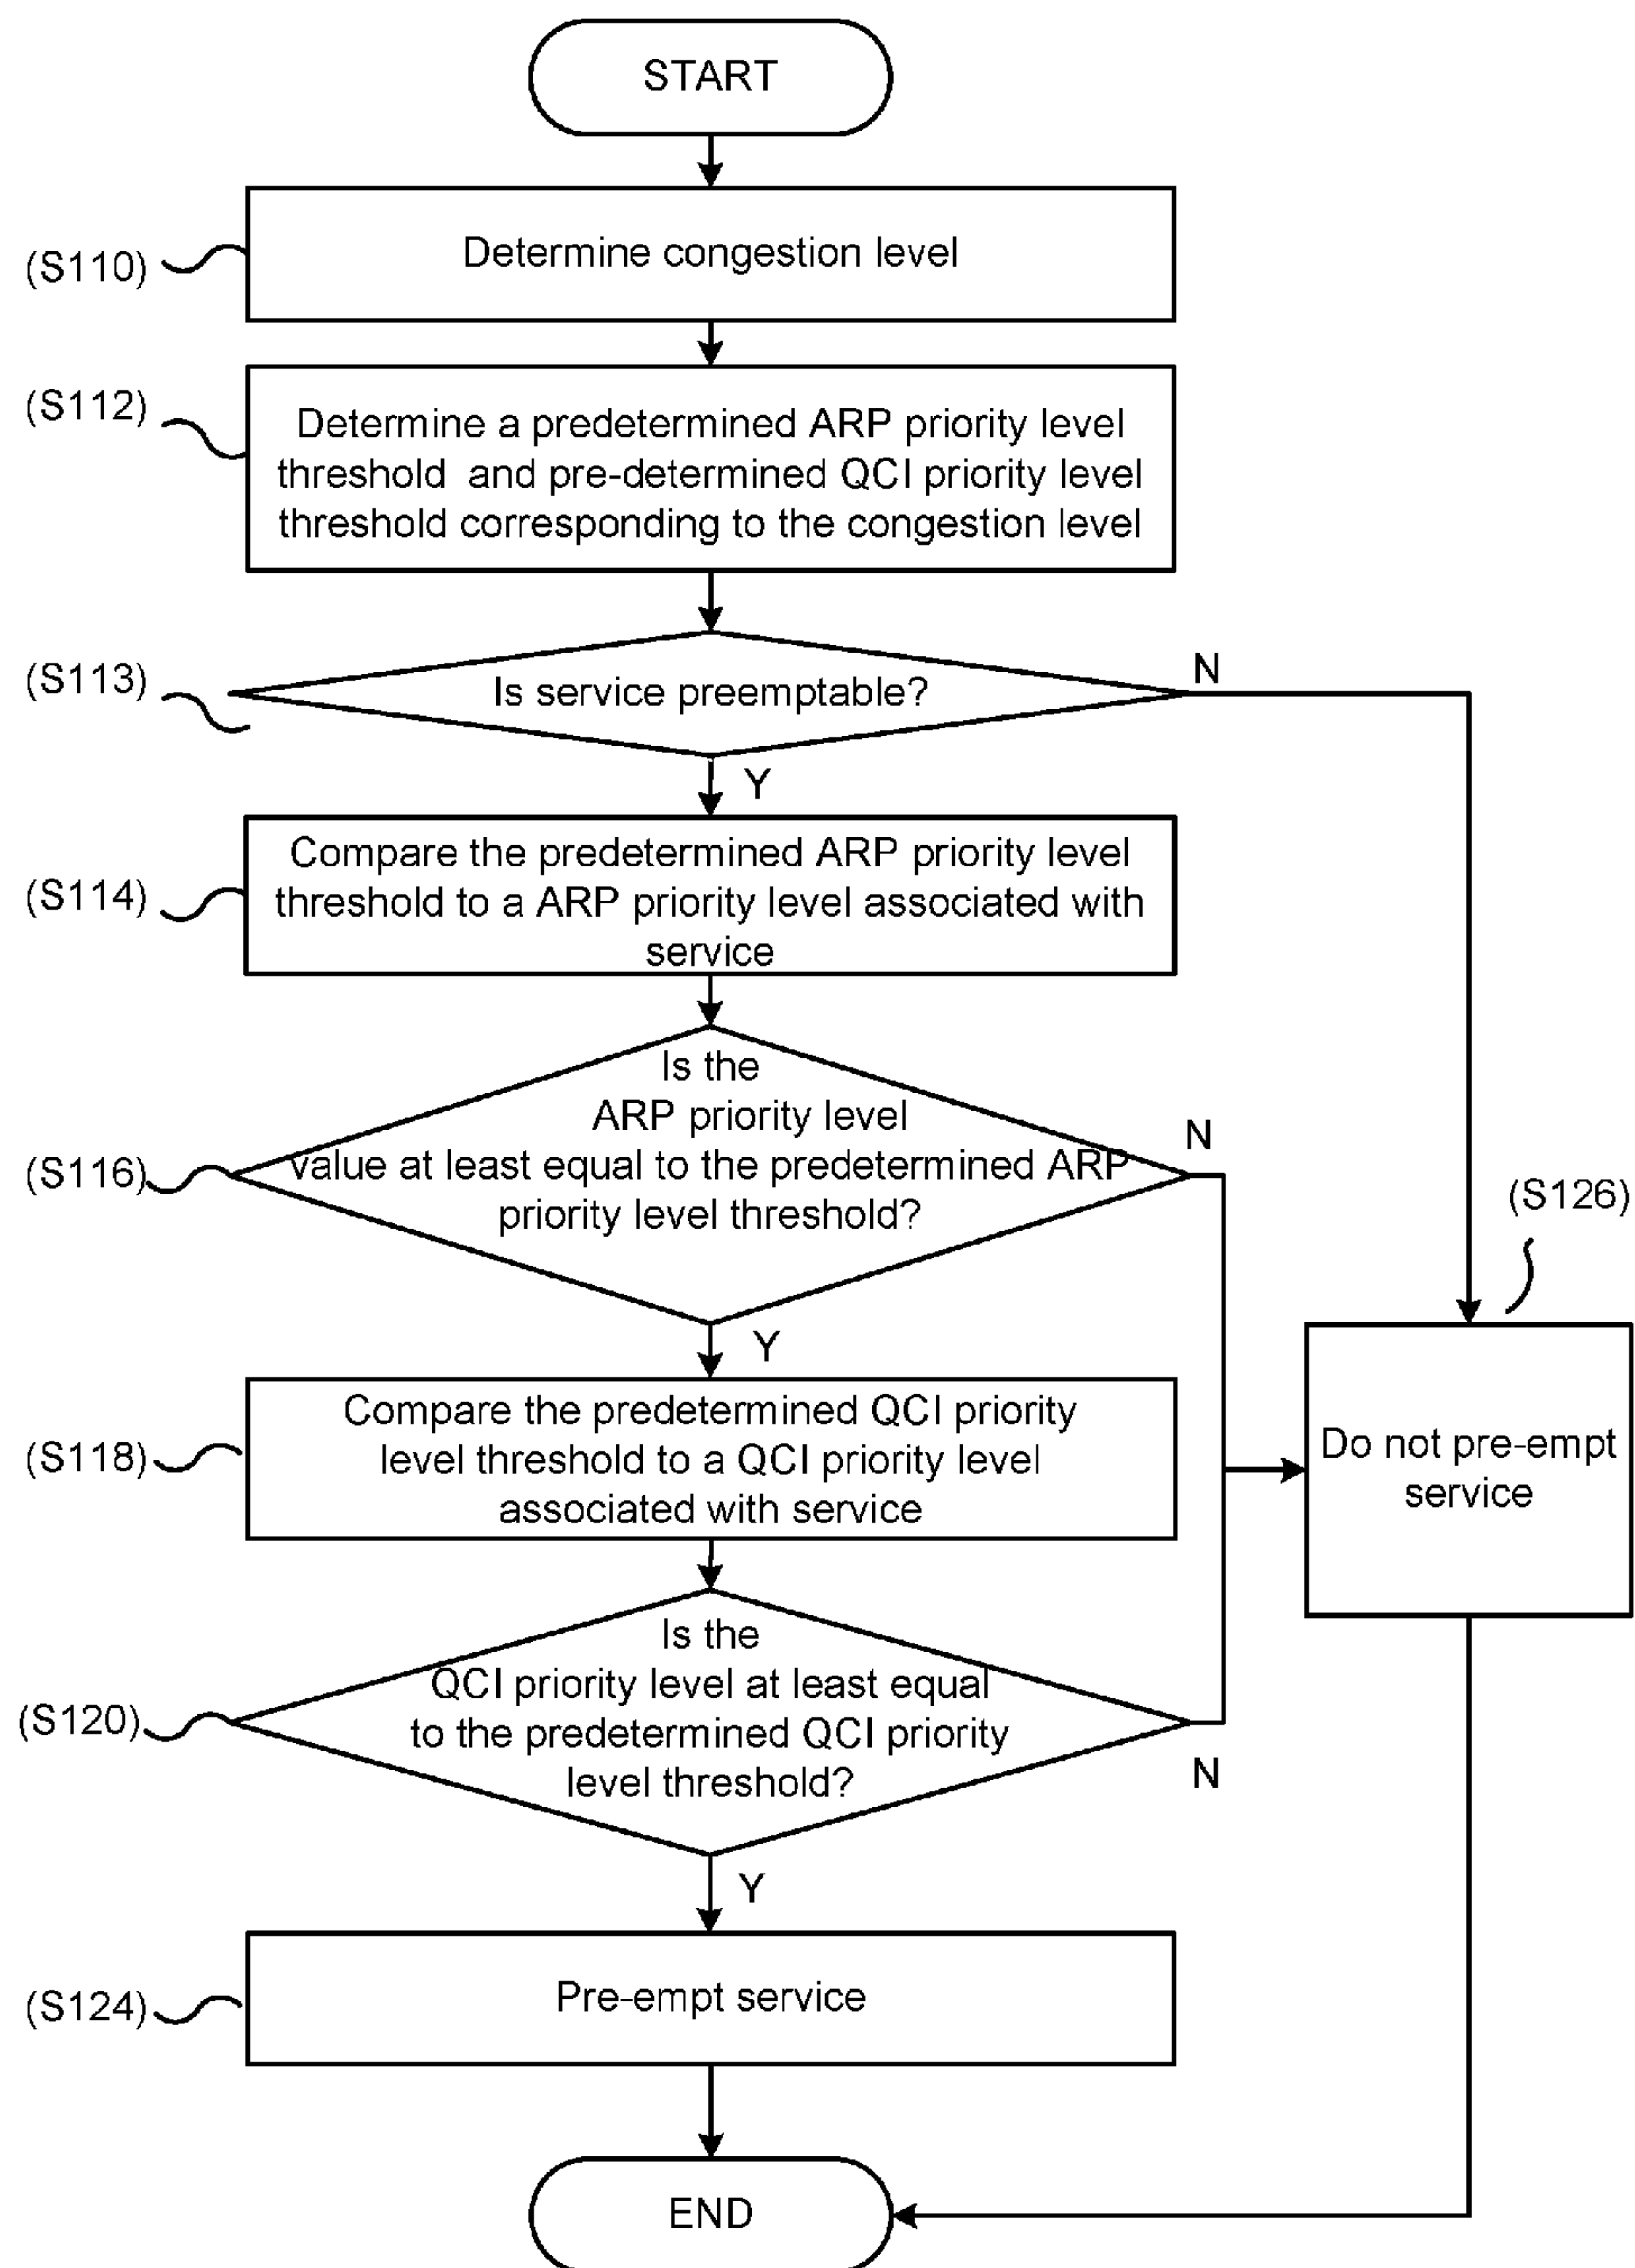 START
(S110)
Determine congestion level
(S112)
Determine a predetermined ARP priority level
threshold and pre-determined QCI priority level
threshold corresponding to the congestion level
(S113)
Is service preemptable?
N
Y
(S114)
Compare the predetermined ARP priority level
threshold to a ARP priority level associated with
service
(S116)
Is the
ARP priority level
value at least equal to the predetermined ARP
priority level threshold?
N
Y
(S126)
Do not pre-empt
service
(S118)
Compare the predetermined QCI priority
level threshold to a QCI priority level
associated with service
(S120)
Is the
QCI priority level at least equal
to the predetermined QCI priority
level threshold?
N
Y
(S124)
Pre-empt service
END